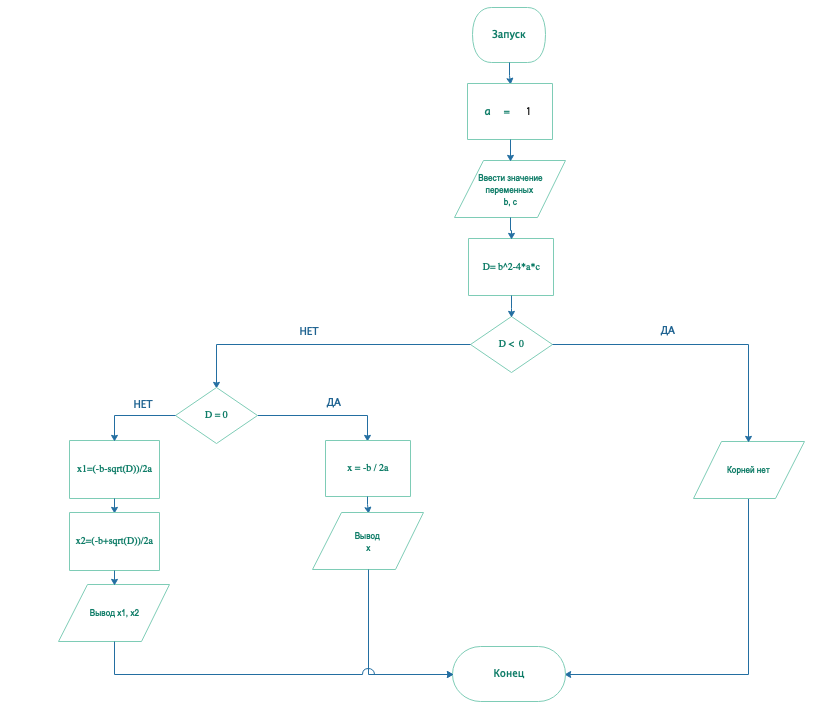 Запуск
a = 1
Ввести значение
переменных
b, c
D= b^2-4*a*c
D < 0
НЕТ
ДА
D = 0
НЕТ
ДА
x1=(-b-sqrt(D))/2a
x = -b / 2a
Корней нет
x2=(-b+sqrt(D))/2a
Вывод
x
Вывод x1, x2
Конец